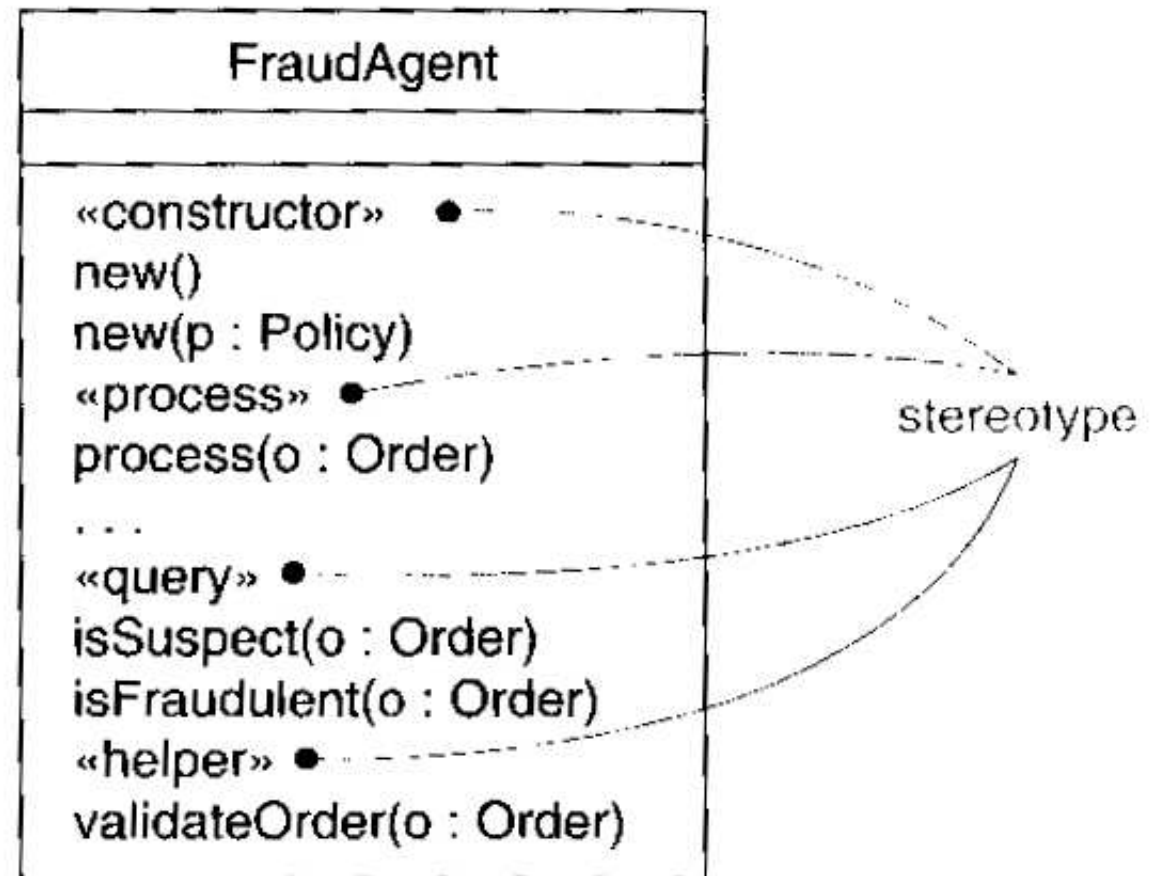 FraudAgent
«constructor»
new()
new(p : Policy)
«process»
process(o : Order)
. . .
«query»
isSuspect(o : Order)
isFraudulent(o : Order)
«helper»
validateOrder(o : Order)
stereotype